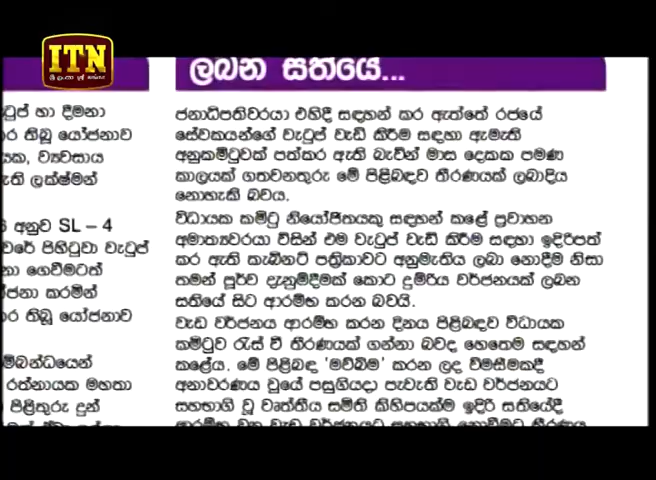 ITN
ලබන සතියේ...
ටුප් හා දීමනා
ර තිබූ යෝජනාව
යක, ව්‍යවසාය
ැති ලක්ෂ්මන්
අනුව SL – 4
වරේ පිහිටුවා වැටුප්
නා ගෙවීමටත්
ජනා කරමින්
ර තිබූ යෝජනාව
ම්බන්ධයෙන්
රත්නායක මහතා
පිළිතුරු දුන්
ජනාධිපතිවරයා එහිදී සඳහන් කර ඇත්තේ රජයේ
සේවකයන්ගේ වැටුප් වැඩි කිරීම සඳහා ඇමැති
අනුකමිටුවක් පත්කර ඇති බැවින් මාස දෙකක පමණ
කාලයක් ගතවනතුරු මේ පිළිබඳව තීරණයක් ලබාදිය
නොහැකි බවය.
විධායක කමිටු නියෝජිතයකු සඳහන් කළේ ප්‍රවාහන
අමාත්‍යවරයා විසින් එම වැටුප් වැඩි කිරීම සඳහා ඉදිරිපත්
කර ඇති කැබිනට් පත්‍රිකාවට අනුමැතිය ලබා නොදීම නිසා
තමන් පූර්ව දැනුම්දීමක් කොට දුම්රිය වර්ජනයක් ලබන
සතියේ සිට ආරම්භ කරන බවයි.
වැඩ වර්ජනය ආරම්භ කරන දිනය පිළිබඳව විධායක
කමිටුව රැස් වී තීරණයක් ගන්නා බවද හෙතෙම සඳහන්
කළේය. මේ පිළිබඳ 'මව්බිම' කරන ලද විමසීමකදී
අනාවරණය වූයේ පසුගියදා පැවැති වැඩ වර්ජනයට
සහභාගි වූ වෘත්තීය සමිති කිහිපයක්ම ඉදිරි සතියේදී